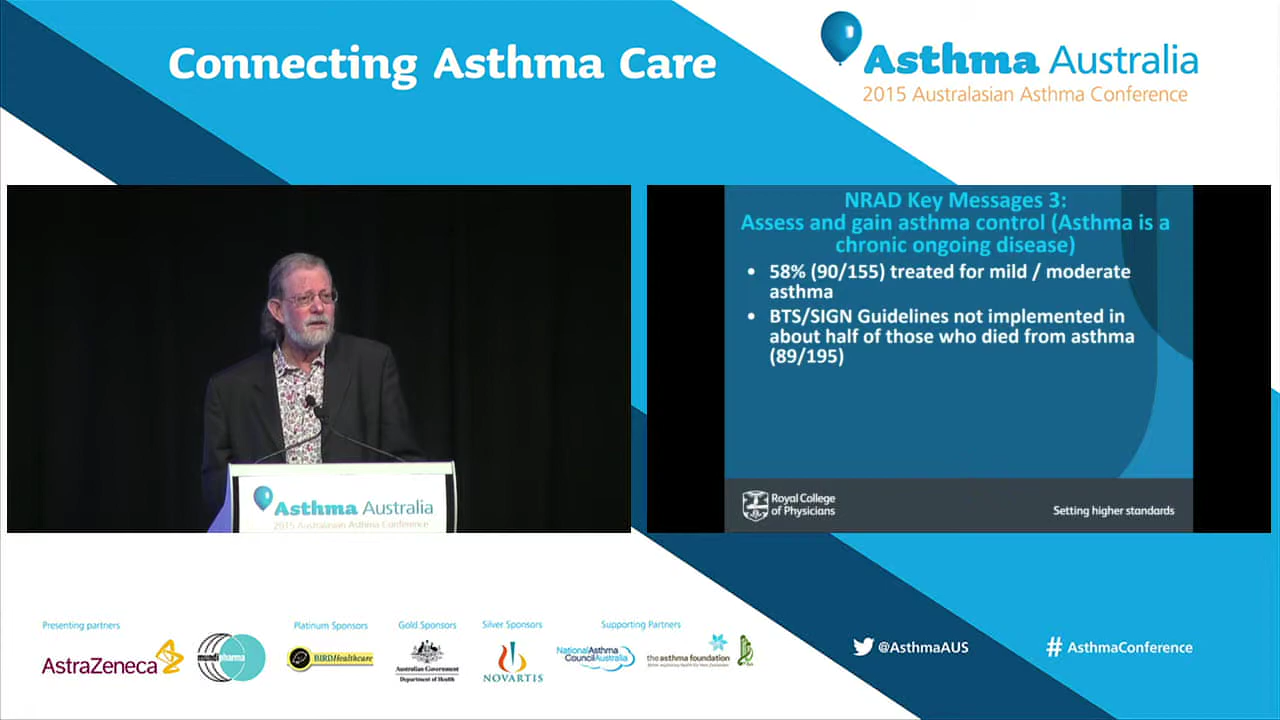 Connecting Asthma Care
Asthma Australia
2015 Australasian Asthma Conference
NRAD Key Messages 3:
Assess and gain asthma control (Asthma is a
chronic ongoing disease)
• 58% (90/155) treated for mild / moderate
asthma
• BTS/SIGN Guidelines not implemented in
about half of those who died from asthma
(89/195)
Royal College
of Physicians
Setting higher standards
Asthma Australia
2015 Australasian Asthma Conference
Presenting partners
AstraZeneca
pharma
Platinum Sponsors
BIRDHealthcare
Gold Sponsors
Australian Government
Department of Health
Silver Sponsors
NOVARTIS
Supporting Partners
National Asthma
Council Australia
the asthma foundation
@AsthmaAUS
# AsthmaConference